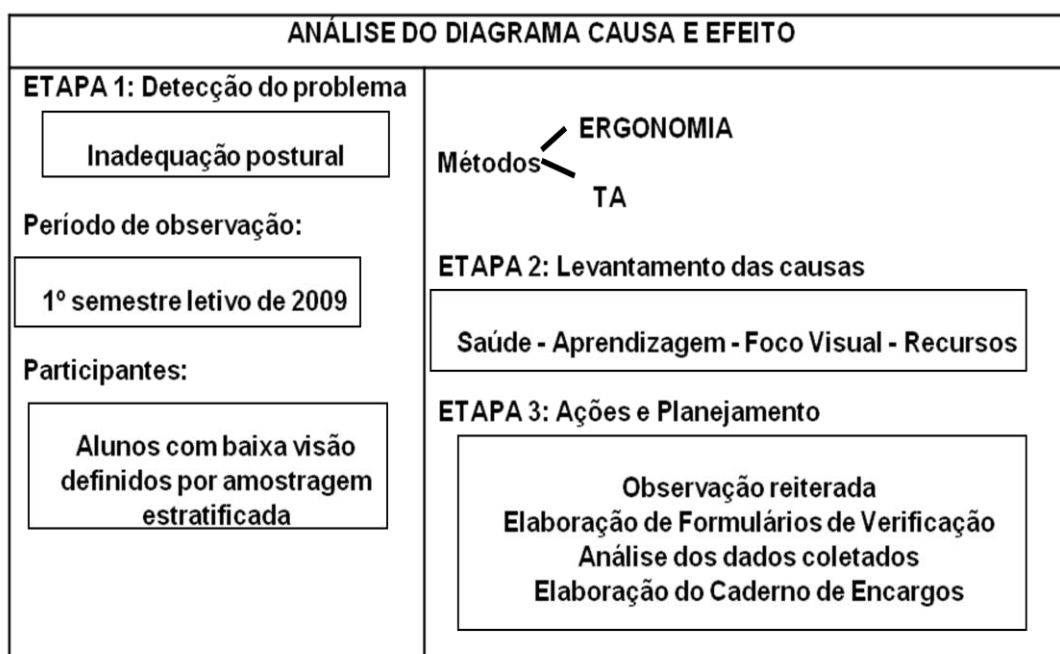 ANÁLISE DO DIAGRAMA CAUSA E EFEITO
ETAPA 1: Detecção do problema
Inadequação postural
Período de observação:
1º semestre letivo de 2009
Participantes:
Alunos com baixa visão
definidos por amostragem
estratificada
Métodos
ERGONOMIA
TA
ETAPA 2: Levantamento das causas
Saúde - Aprendizagem - Foco Visual - Recursos
ETAPA 3: Ações e Planejamento
Observação reiterada
Elaboração de Formulários de Verificação
Análise dos dados coletados
Elaboração do Caderno de Encargos